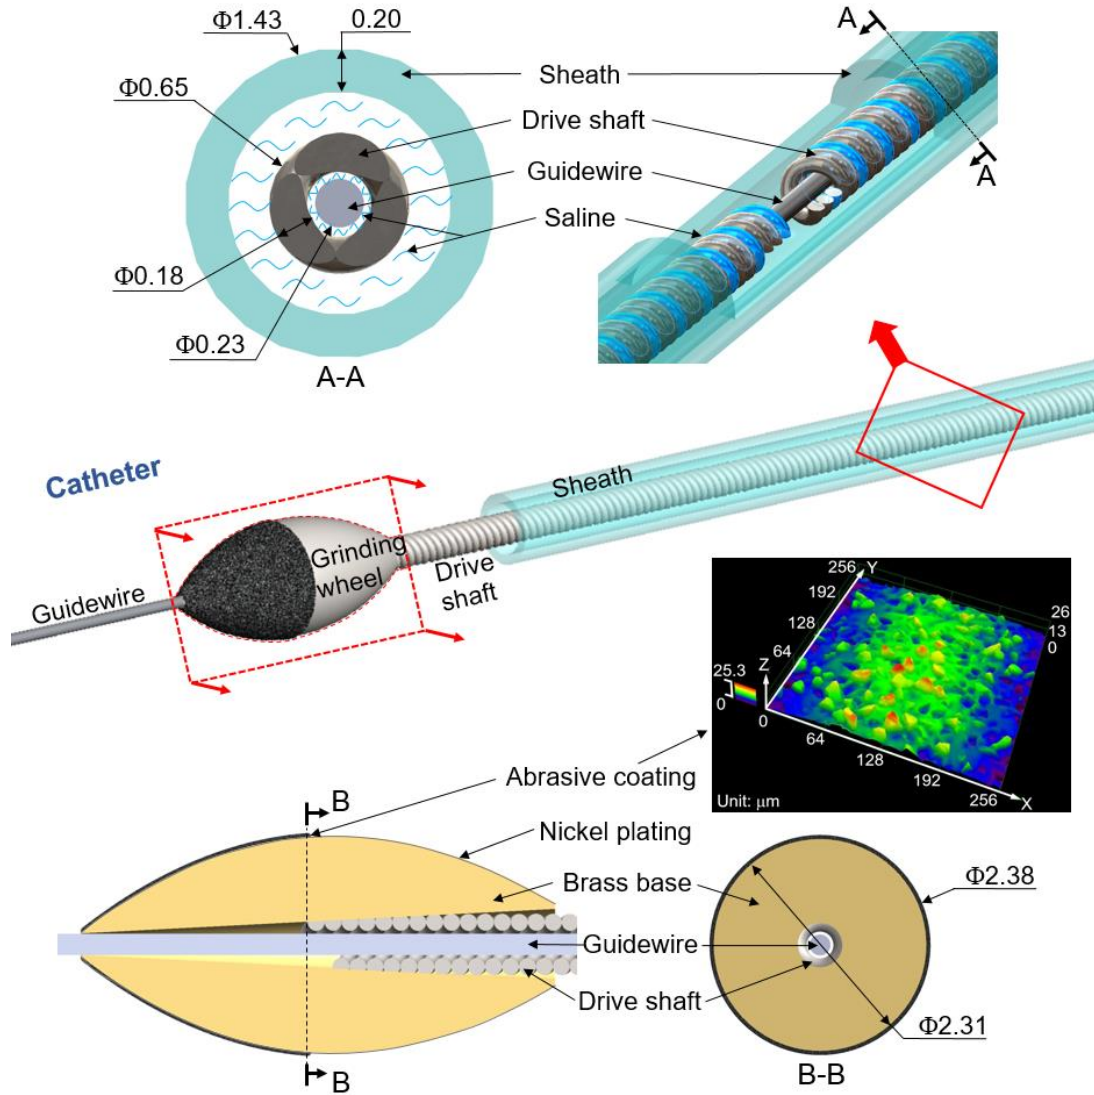 Φ1.43
0.20
A
Sheath
Φ0.65
Drive shaft
Guidewire
A
Saline
Φ0.18
Φ0.23
A-A
Catheter
Sheath
Grinding
wheel
Drive
shaft
Guidewire
256
Y
192
26
13
0
128
64
25.3
Z
0
0
64
128
192
256
X
Unit: μm
Abrasive coating
B
Nickel plating
Brass base
Φ2.38
Guidewire
Drive shaft
Φ2.31
B
B-B